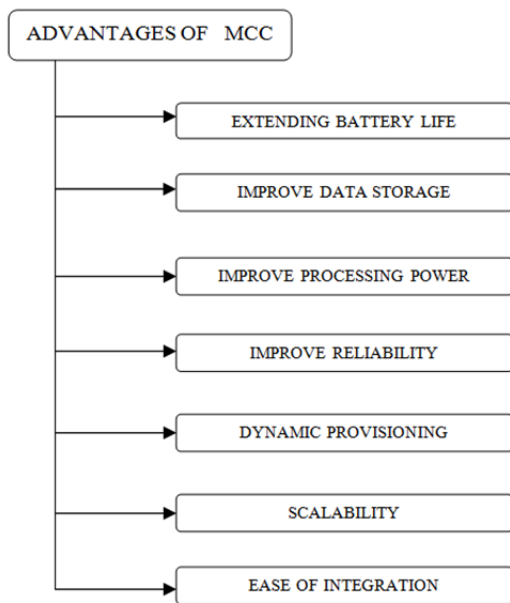 ADVANTAGES OF MCC
EXTENDING BATTERY LIFE
IMPROVE DATA STORAGE
IMPROVE PROCESSING POWER
IMPROVE RELIABILITY
DYNAMIC PROVISIONING
SCALABILITY
EASE OF INTEGRATION